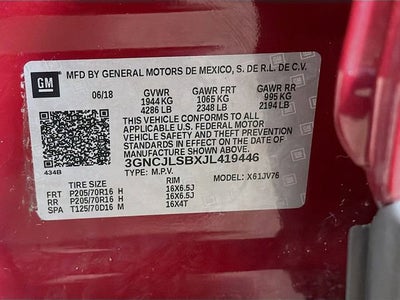 GM
MFD BY GENERAL MOTORS DE MEXICO, S. DE R.L. DE C.V.
06/18 GVWR GAWR FRT GAWR RR
1944 KG 1065 KG 995 KG
4286 LB 2348 LB 2194 LB
THIS VEHICLE CONFORMS TO ALL
APPLICABLE U.S. FEDERAL MOTOR
VEHICLE SAFETY AND THEFT PREVENTION
STANDARDS IN EFFECT ON THE DATE OF
MANUFACTURE SHOWN ABOVE.
3GNCJLSBXJL419446
434B TYPE: M.P.V. MODEL: X61JV76
TIRE SIZE RIM
FRT P205/70R16 H 16X6.5J
RR P205/70R16 H 16X6.5J
SPA T125/70D16 M 16X4T